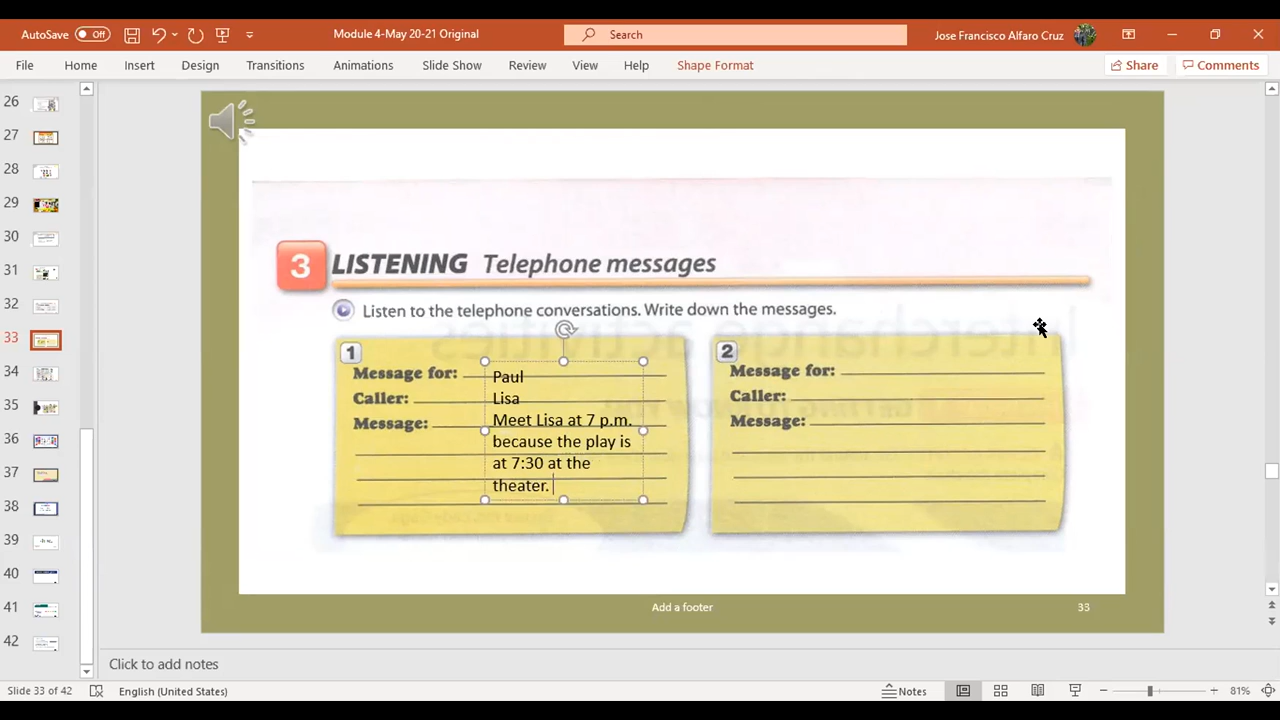 AutoSave Off Module 4-May 20-21 Original Search Jose Francisco Alfaro Cruz
File Home Insert Design Transitions Animations Slide Show Review View Help Shape Format Share Comments
26
27
28
29
30
31
32
33
34
35
36
37
38
39
40
41
42
3 LISTENING Telephone messages
Listen to the telephone conversations. Write down the messages.
1
Message for: Paul
Caller: Lisa
Message: Meet Lisa at 7 p.m.
because the play is
at 7:30 at the
theater.
2
Message for:
Caller:
Message:
Add a footer 33
Click to add notes
Slide 33 of 42 English (United States) Notes 81%